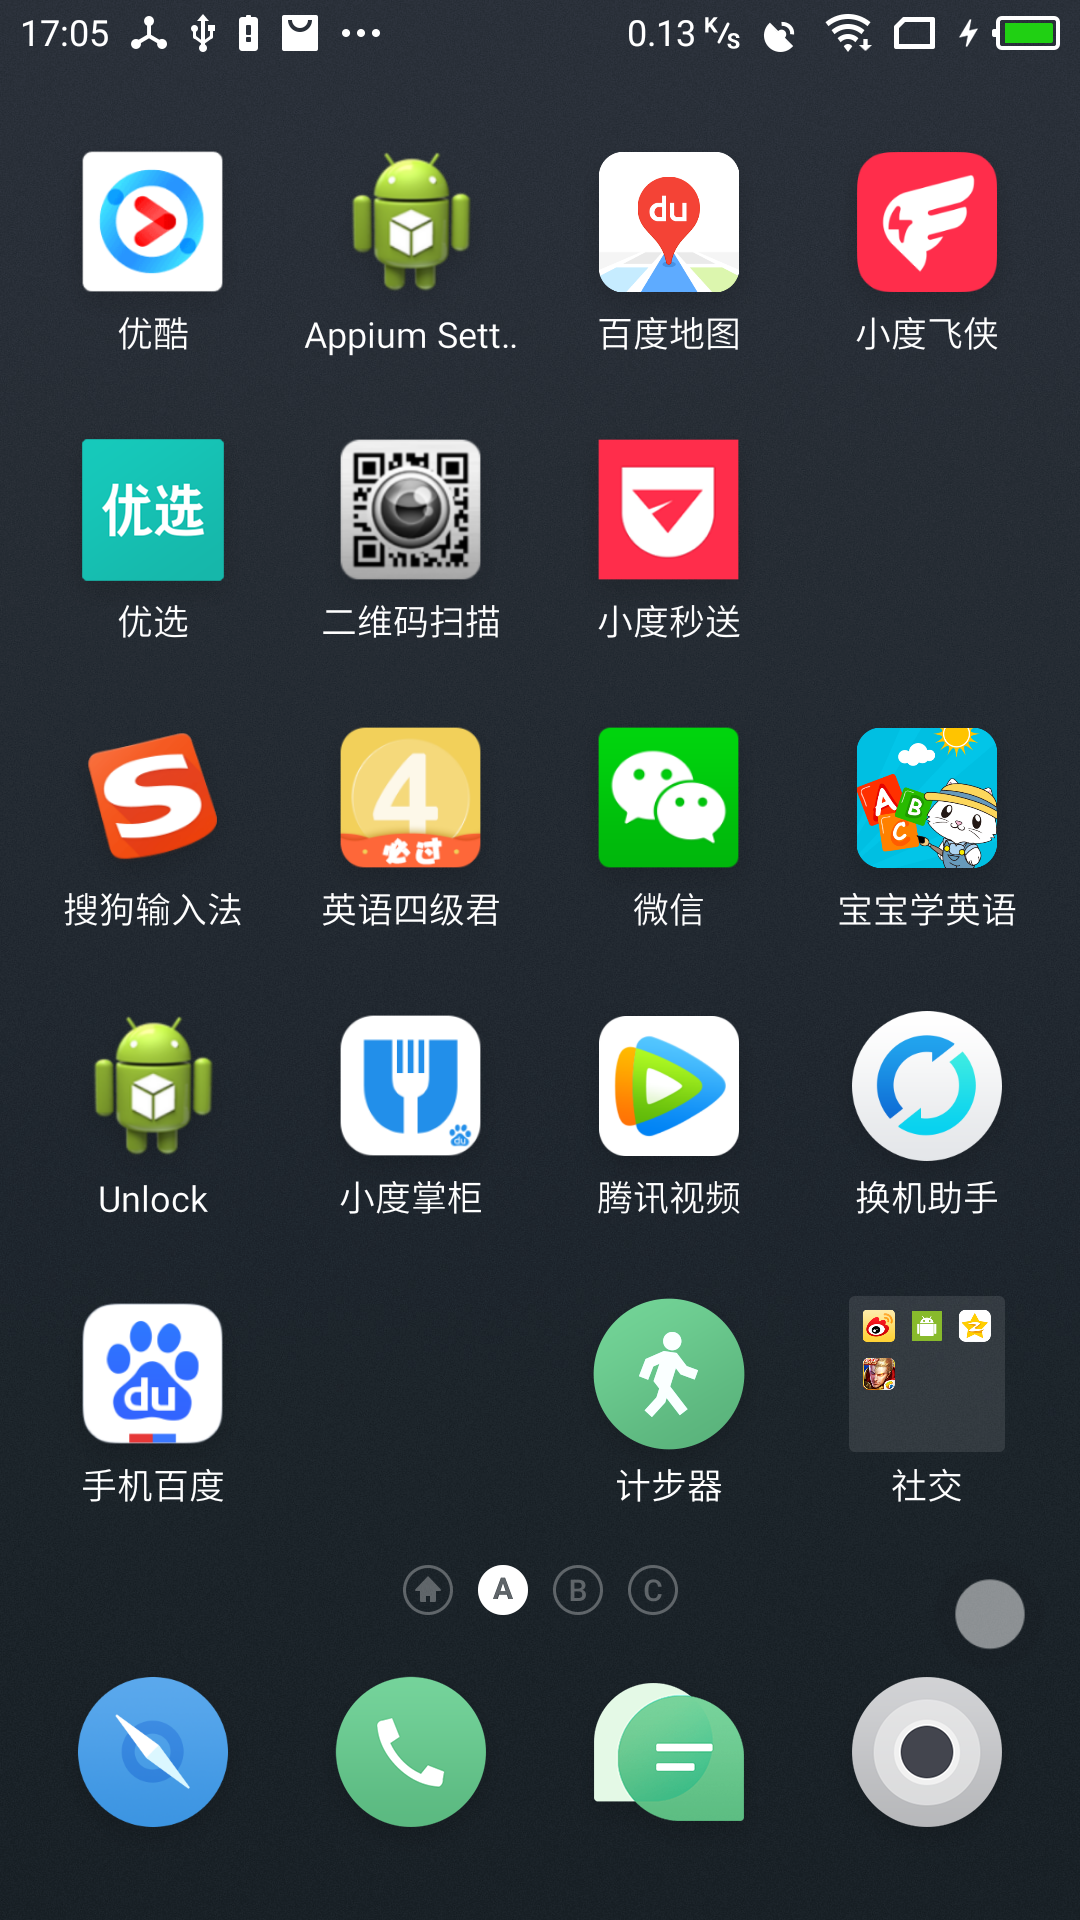 17:05 0.13 K/s
du
优酷 Appium Sett.. 百度地图 小度飞侠
优选
优选 二维码扫描 小度秒送
S 4 必过 A B C
搜狗输入法 英语四级君 微信 宝宝学英语
du
Unlock 小度掌柜 腾讯视频 换机助手
du
手机百度 计步器 社交
A B C